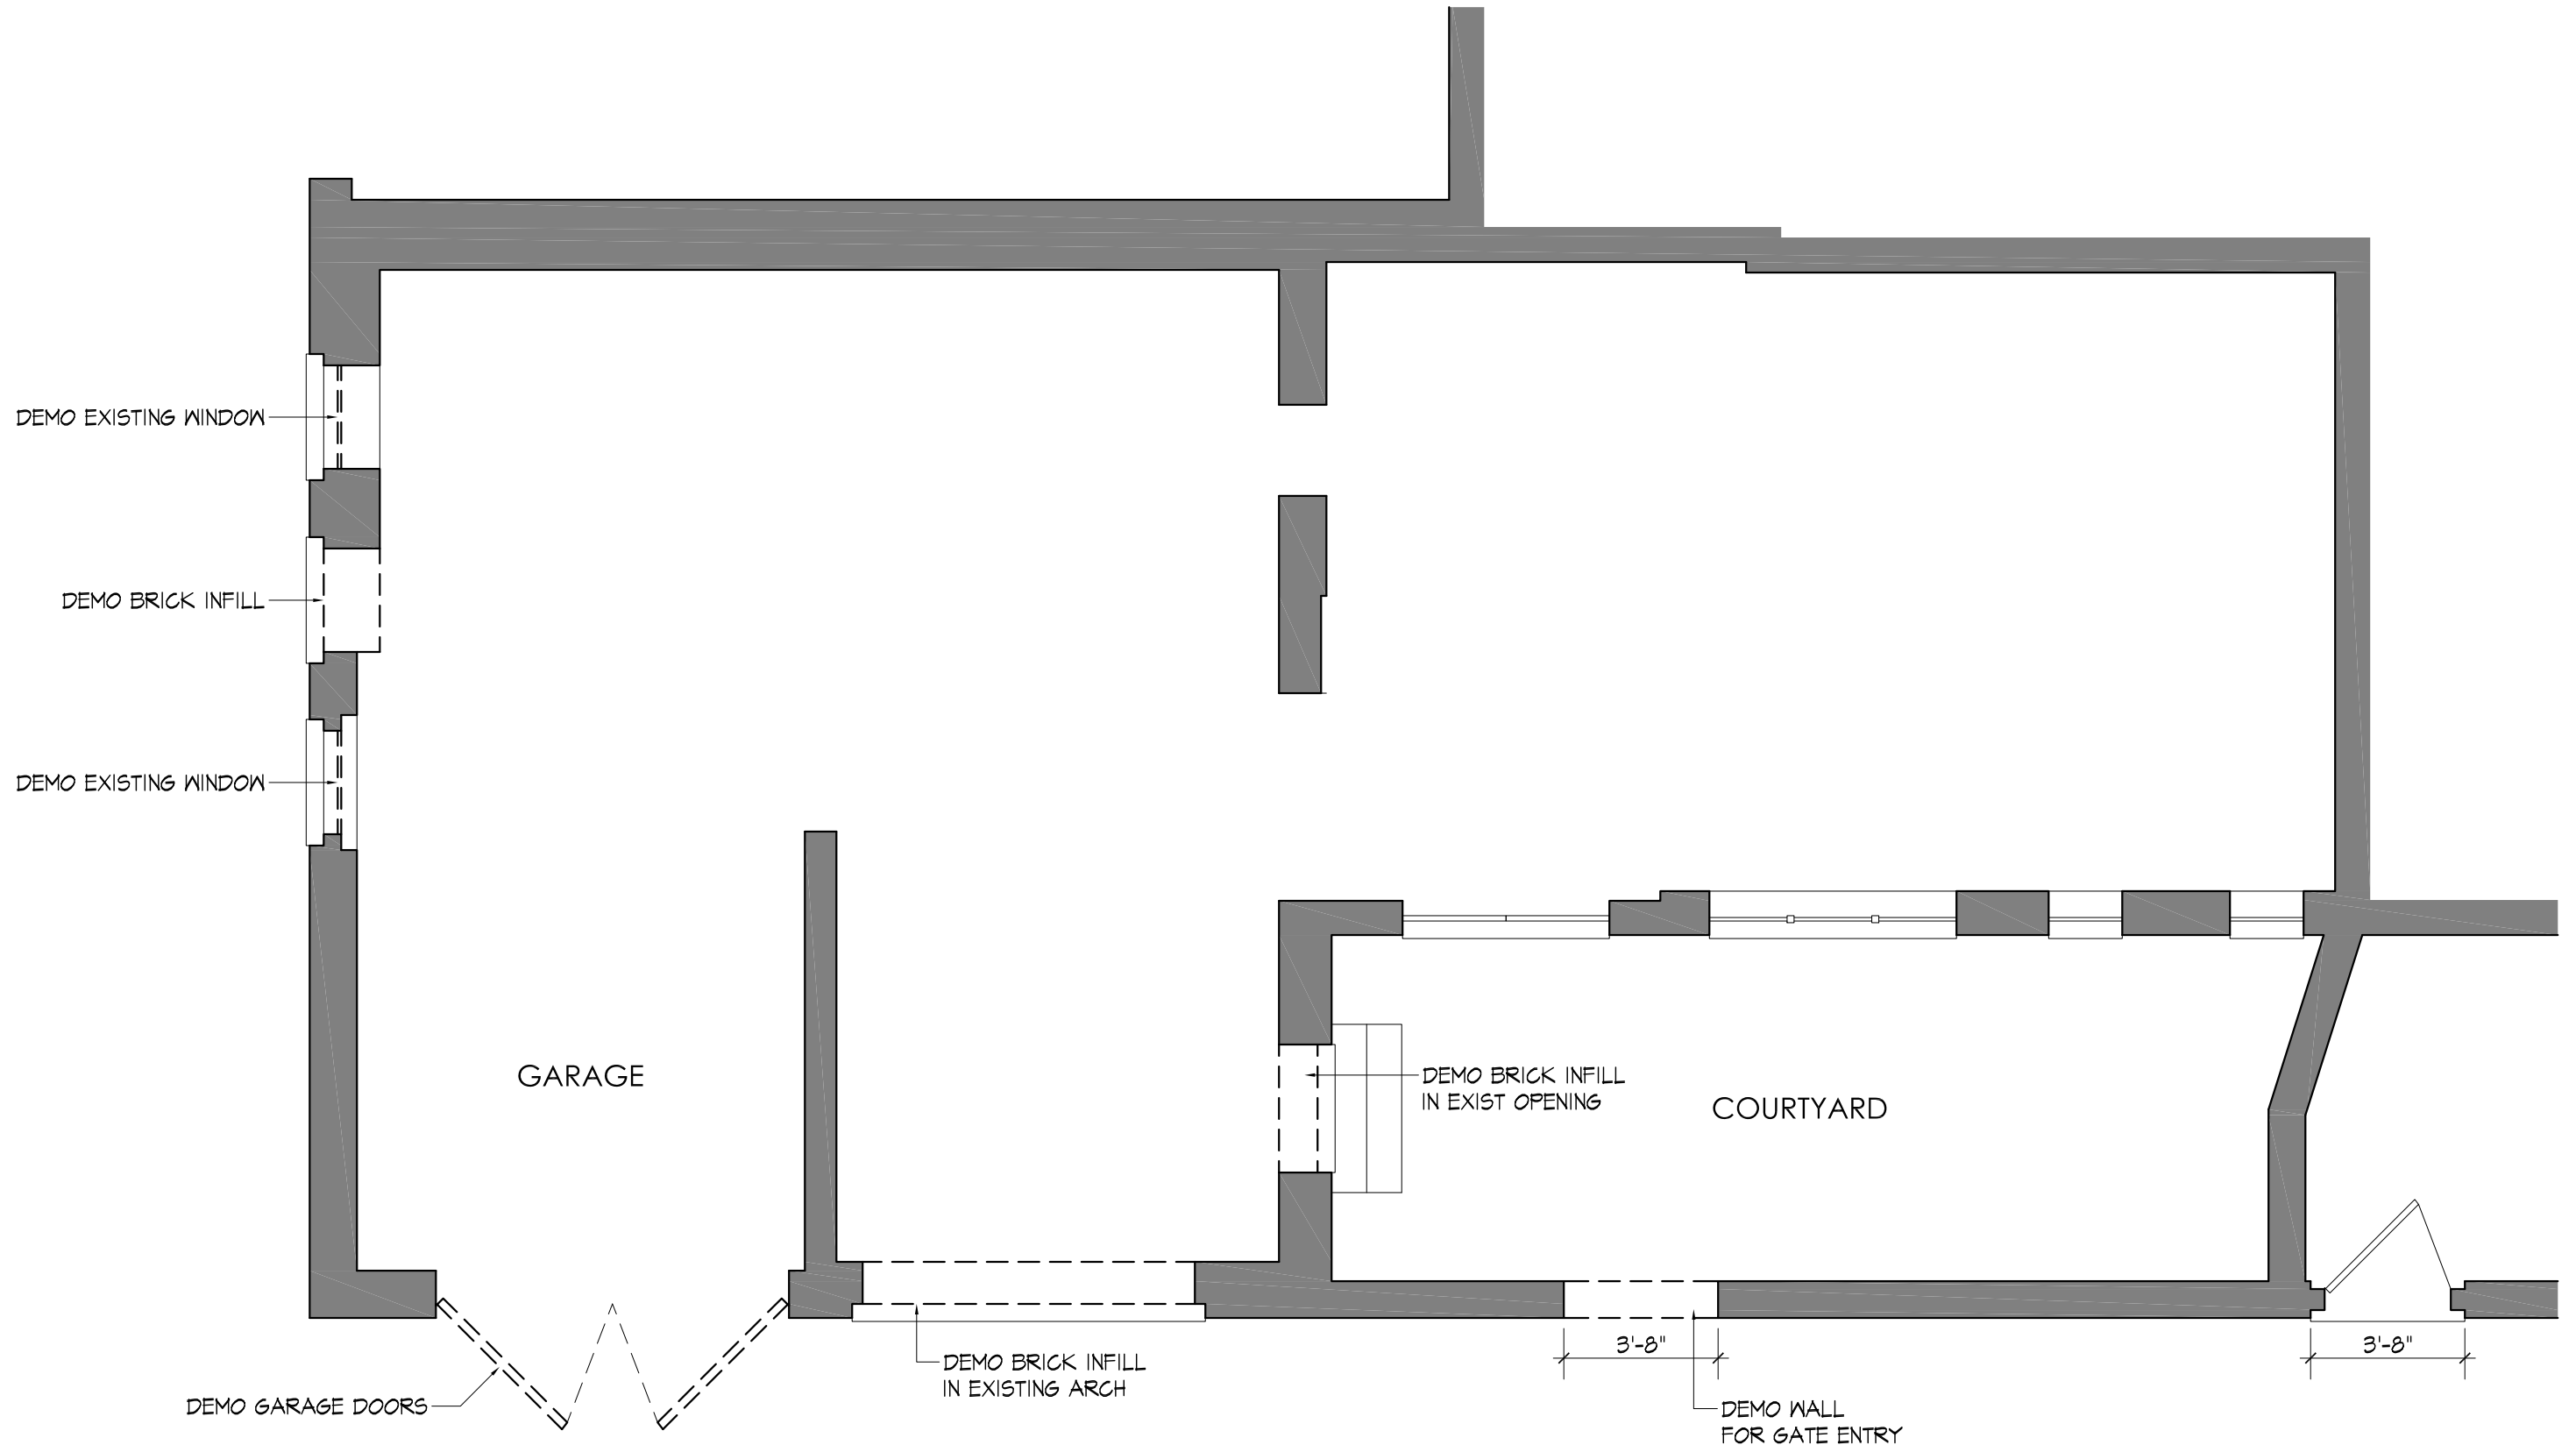 DEMO EXISTING WINDOW
DEMO BRICK INFILL
DEMO EXISTING WINDOW
GARAGE
DEMO BRICK INFILL
IN EXIST OPENING
COURTYARD
3'-8"
3'-8"
DEMO BRICK INFILL
IN EXISTING ARCH
DEMO GARAGE DOORS
DEMO WALL
FOR GATE ENTRY